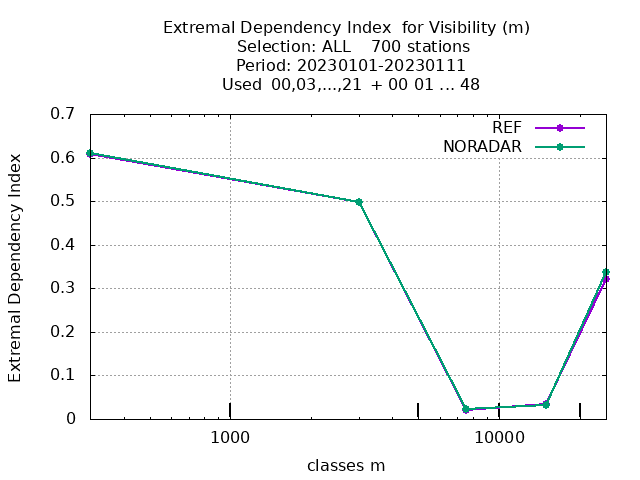 Extremal Dependency Index  for Visibility (m)
Selection: ALL    700 stations
Period: 20230101-20230111
Used  00,03,...,21  + 00 01 ... 48
REF
NORADAR
0.7
0.6
0.5
0.4
0.3
0.2
0.1
0
Extremal Dependency Index
1000
10000
classes m